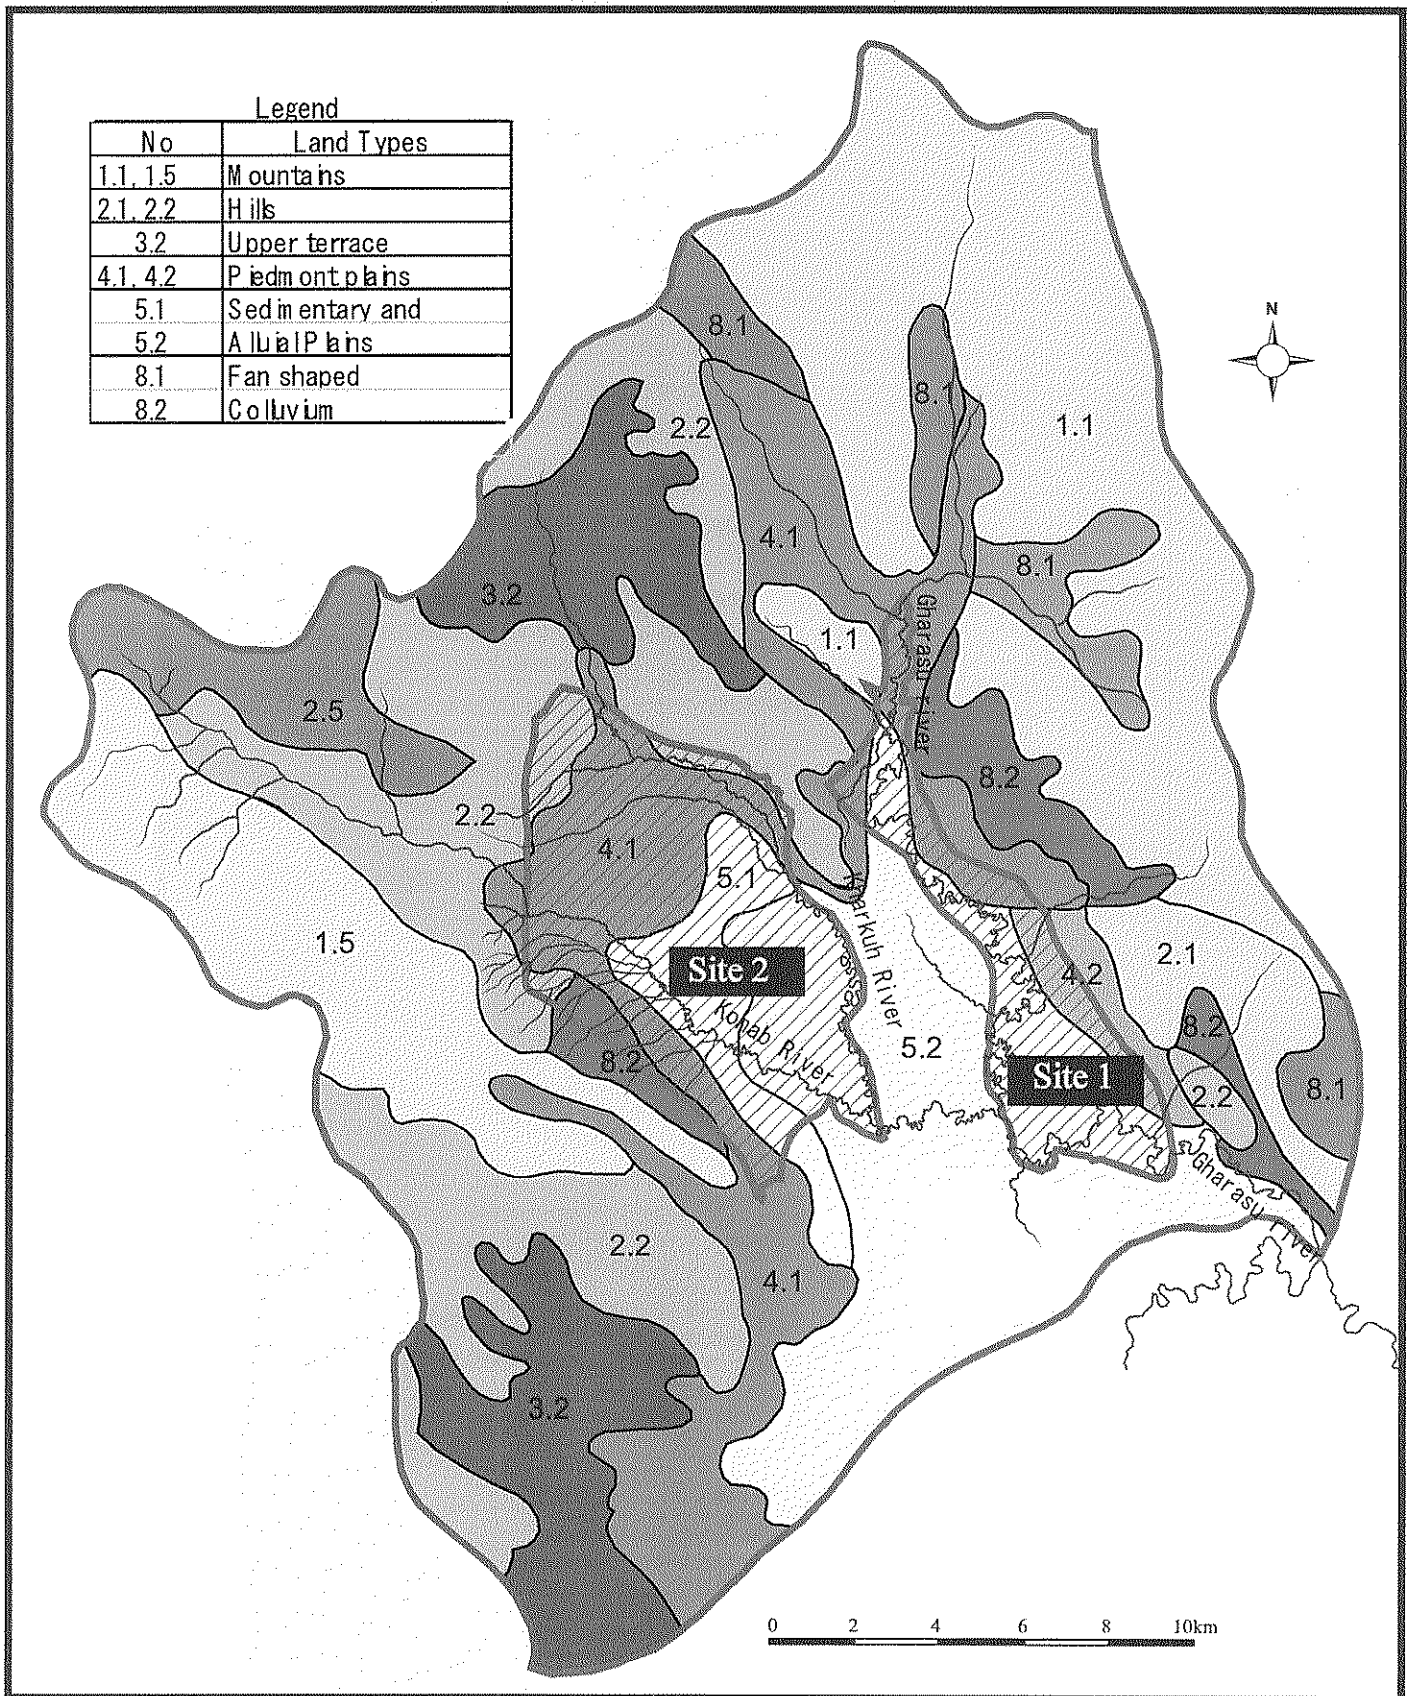 Legend
No Land Types
1.1, 1.5 Mountains
2.1, 2.2 Hills
3.2 Upper terrace
4.1, 4.2 Piedmont plains
5.1 Sedimentary and
5.2 Alluial Plains
8.1 Fan shaped
8.2 Colluvium
N
8.1
8.1
2.2
1.1
4.1
8.1
3.2
1.1
Gharasu river
2.5
8.2
2.2
4.1
5.1
River
1.5
2.1
4.2
Site 2
Konab River
8.2
5.2
8.2
Site 1
2.2
8.1
Gharasu river
2.2
4.1
3.2
0 2 4 6 8 10km